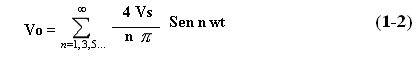 Vo = ∞ ∑ n=1,3,5... 4 Vs / n π Sen n wt (1-2)